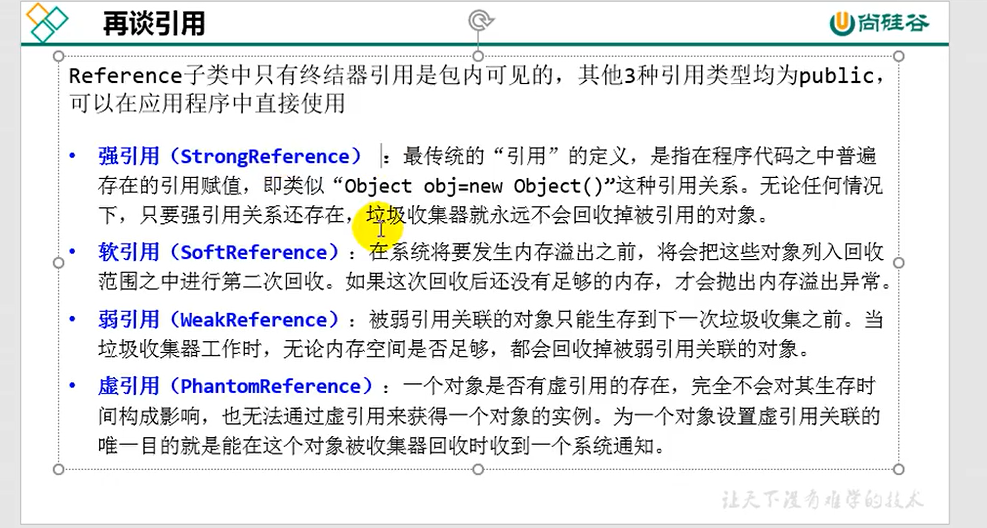 再谈引用
尚硅谷
Reference子类中只有终结器引用是包内可见的，其他3种引用类型均为public，
可以在应用程序中直接使用
• 强引用（StrongReference）：最传统的“引用”的定义，是指在程序代码之中普遍
存在的引用赋值，即类似“Object obj=new Object()”这种引用关系。无论任何情况
下，只要强引用关系还存在，垃圾收集器就永远不会回收掉被引用的对象。
• 软引用（SoftReference）：在系统将要发生内存溢出之前，将会把这些对象列入回收
范围之中进行第二次回收。如果这次回收后还没有足够的内存，才会抛出内存溢出异常。
• 弱引用（WeakReference）：被弱引用关联的对象只能生存到下一次垃圾收集之前。当
垃圾收集器工作时，无论内存空间是否足够，都会回收掉被弱引用关联的对象。
• 虚引用（PhantomReference）：一个对象是否有虚引用的存在，完全不会对其生存时
间构成影响，也无法通过虚引用来获得一个对象的实例。为一个对象设置虚引用关联的
唯一目的就是能在这个对象被收集器回收时收到一个系统通知。
让天下没有难学的技术